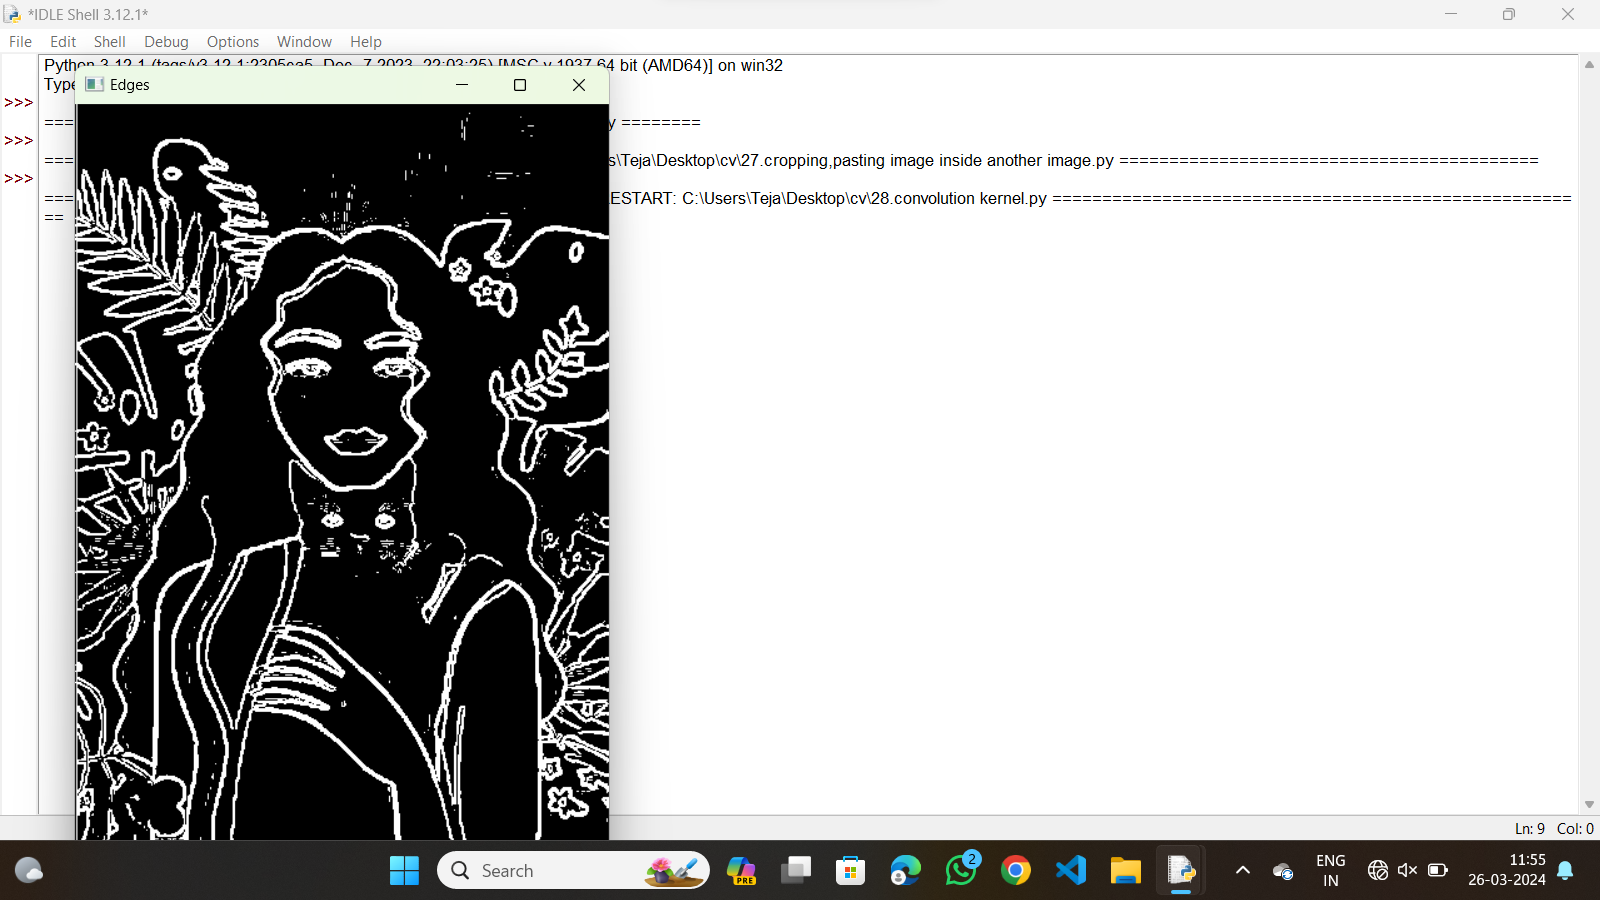 *IDLE Shell 3.12.1*
File Edit Shell Debug Options Window Help
Python 3.12.1 (tags/v3.12.1:2305ca5, Dec 7 2023, 22:03:25) [MSC v.1937 64 bit (AMD64)] on win32
Type
Edges
>>>
=== y ========
>>>
=== s\Teja\Desktop\cv\27.cropping,pasting image inside another image.py ==========================================
>>>
=== ESTART: C:\Users\Teja\Desktop\cv\28.convolution kernel.py ====================================================
==
Ln: 9 Col: 0
Search
PRE
2
ENG
IN
11:55
26-03-2024